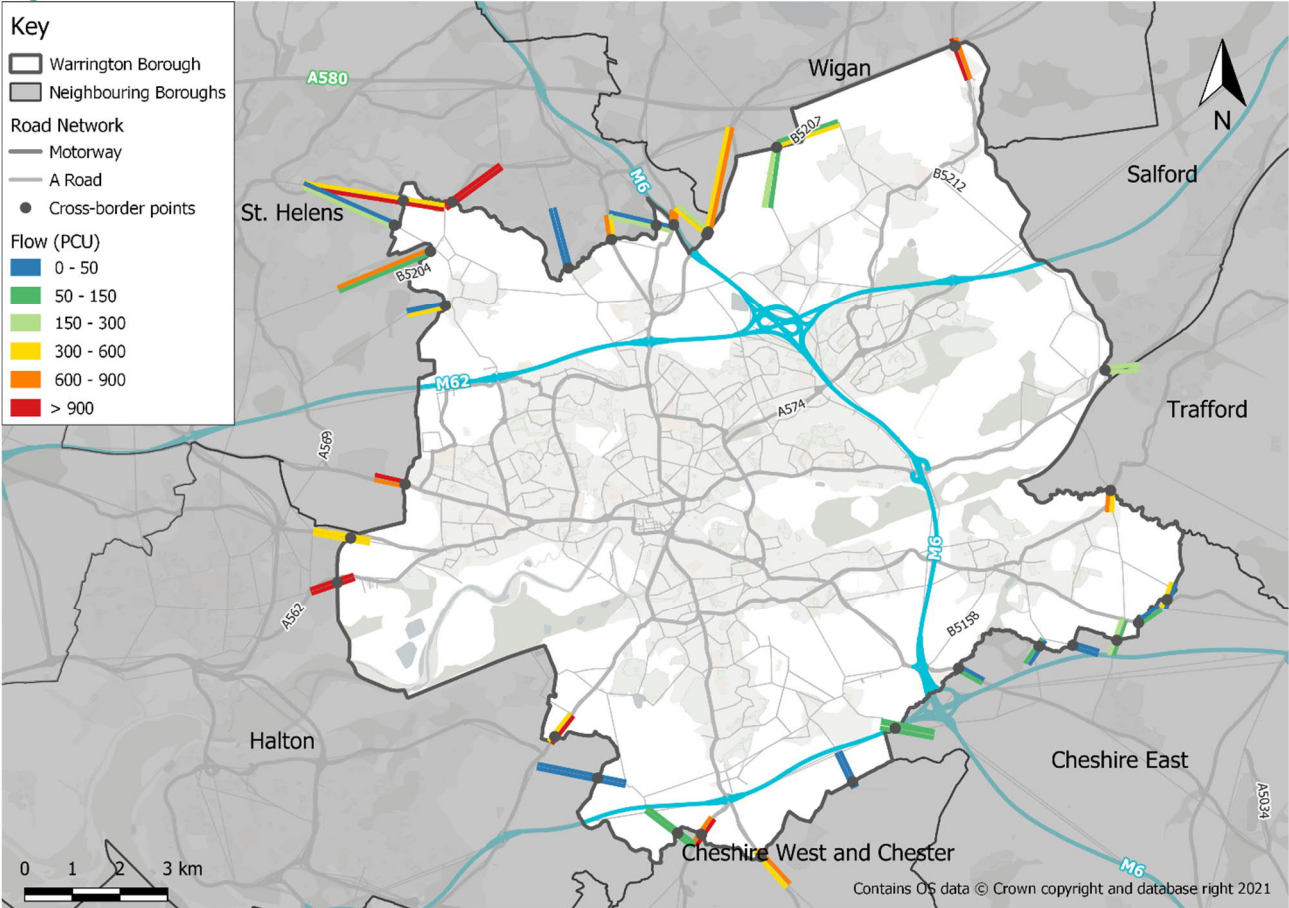 Key
Warrington Borough
Neighbouring Boroughs
Road Network
Motorway
A Road
Cross-border points
Flow (PCU)
0 - 50
50 - 150
150 - 300
300 - 600
600 - 900
> 900
A580
Wigan
N
B5207
M6
B5212
Salford
St. Helens
B5204
M62
A574
Trafford
A569
M6
A562
B5158
Halton
Cheshire East
A5034
Cheshire West and Chester
M6
0 1 2 3 km
Contains OS data © Crown copyright and database right 2021